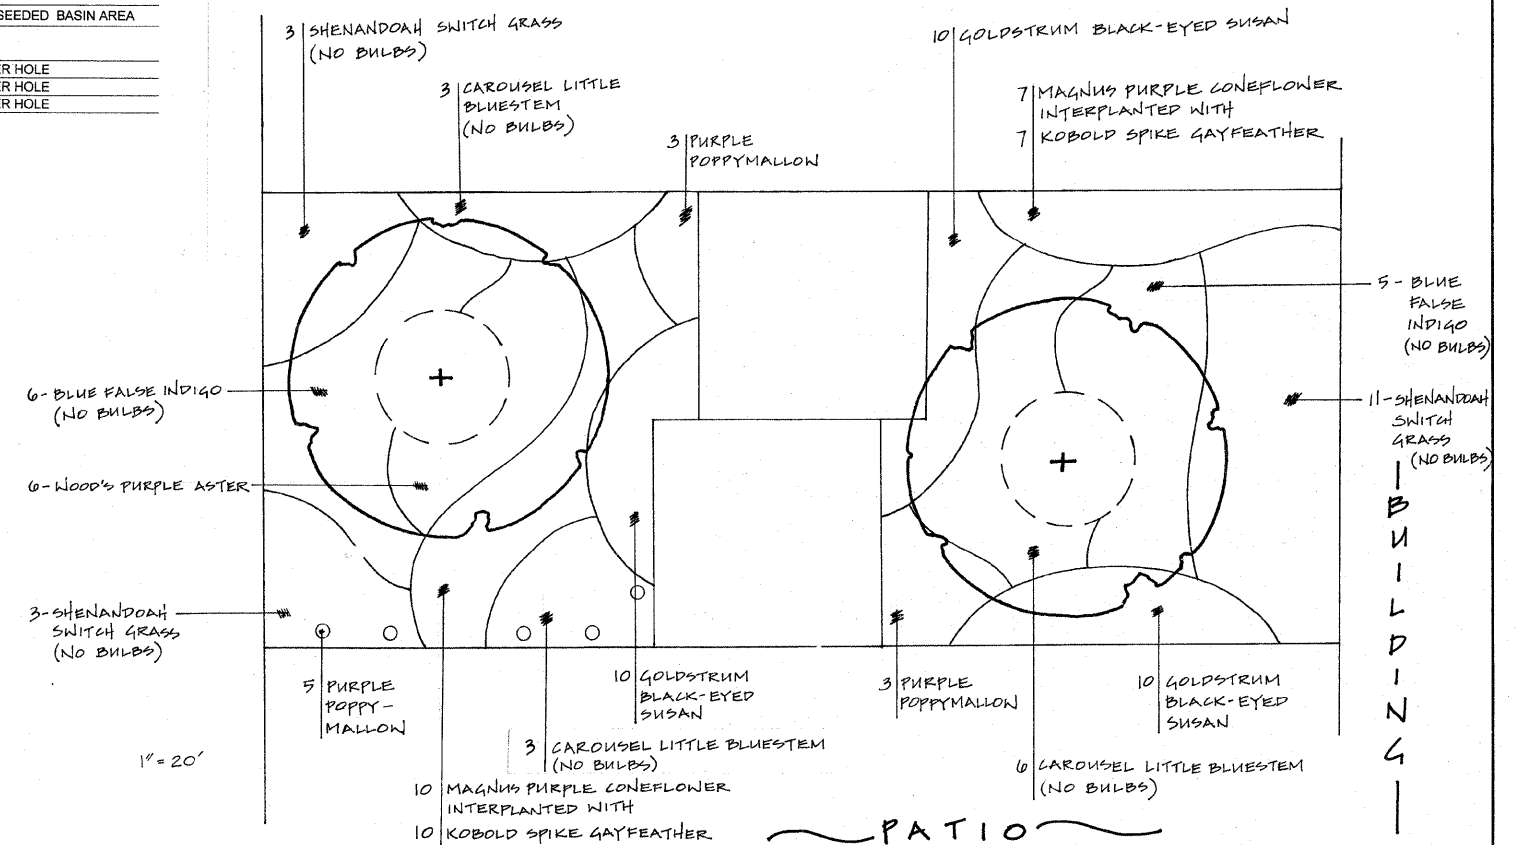 SEEDED BASIN AREA
ER HOLE
ER HOLE
ER HOLE
3 SHENANDOAH SWITCH GRASS
(NO BULBS)
3 CAROUSEL LITTLE
BLUESTEM
(NO BULBS)
3 PURPLE
POPPYMALLOW
10 GOLDSTRUM BLACK-EYED SUSAN
7 MAGNUS PURPLE CONEFLOWER
INTERPLANTED WITH
7 KOBOLD SPIKE GAYFEATHER
5- BLUE
FALSE
INDIGO
(NO BULBS)
11-SHENANDOAH
SWITCH
GRASS
(NO BULBS)
6- BLUE FALSE INDIGO
(NO BULBS)
6-WOOD'S PURPLE ASTER
3-SHENANDOAH
SWITCH GRASS
(NO BULBS)
5 PURPLE
POPPY-
MALLOW
10 GOLDSTRUM
BLACK-EYED
SUSAN
3 CAROUSEL LITTLE BLUESTEM
(NO BULBS)
10 MAGNUS PURPLE CONEFLOWER
INTERPLANTED WITH
10 KOBOLD SPIKE GAYFEATHER
3 PURPLE
POPPYMALLOW
10 GOLDSTRUM
BLACK-EYED
SUSAN
6 CAROUSEL LITTLE BLUESTEM
(NO BULBS)
1"=20'
PATIO
BUILDING